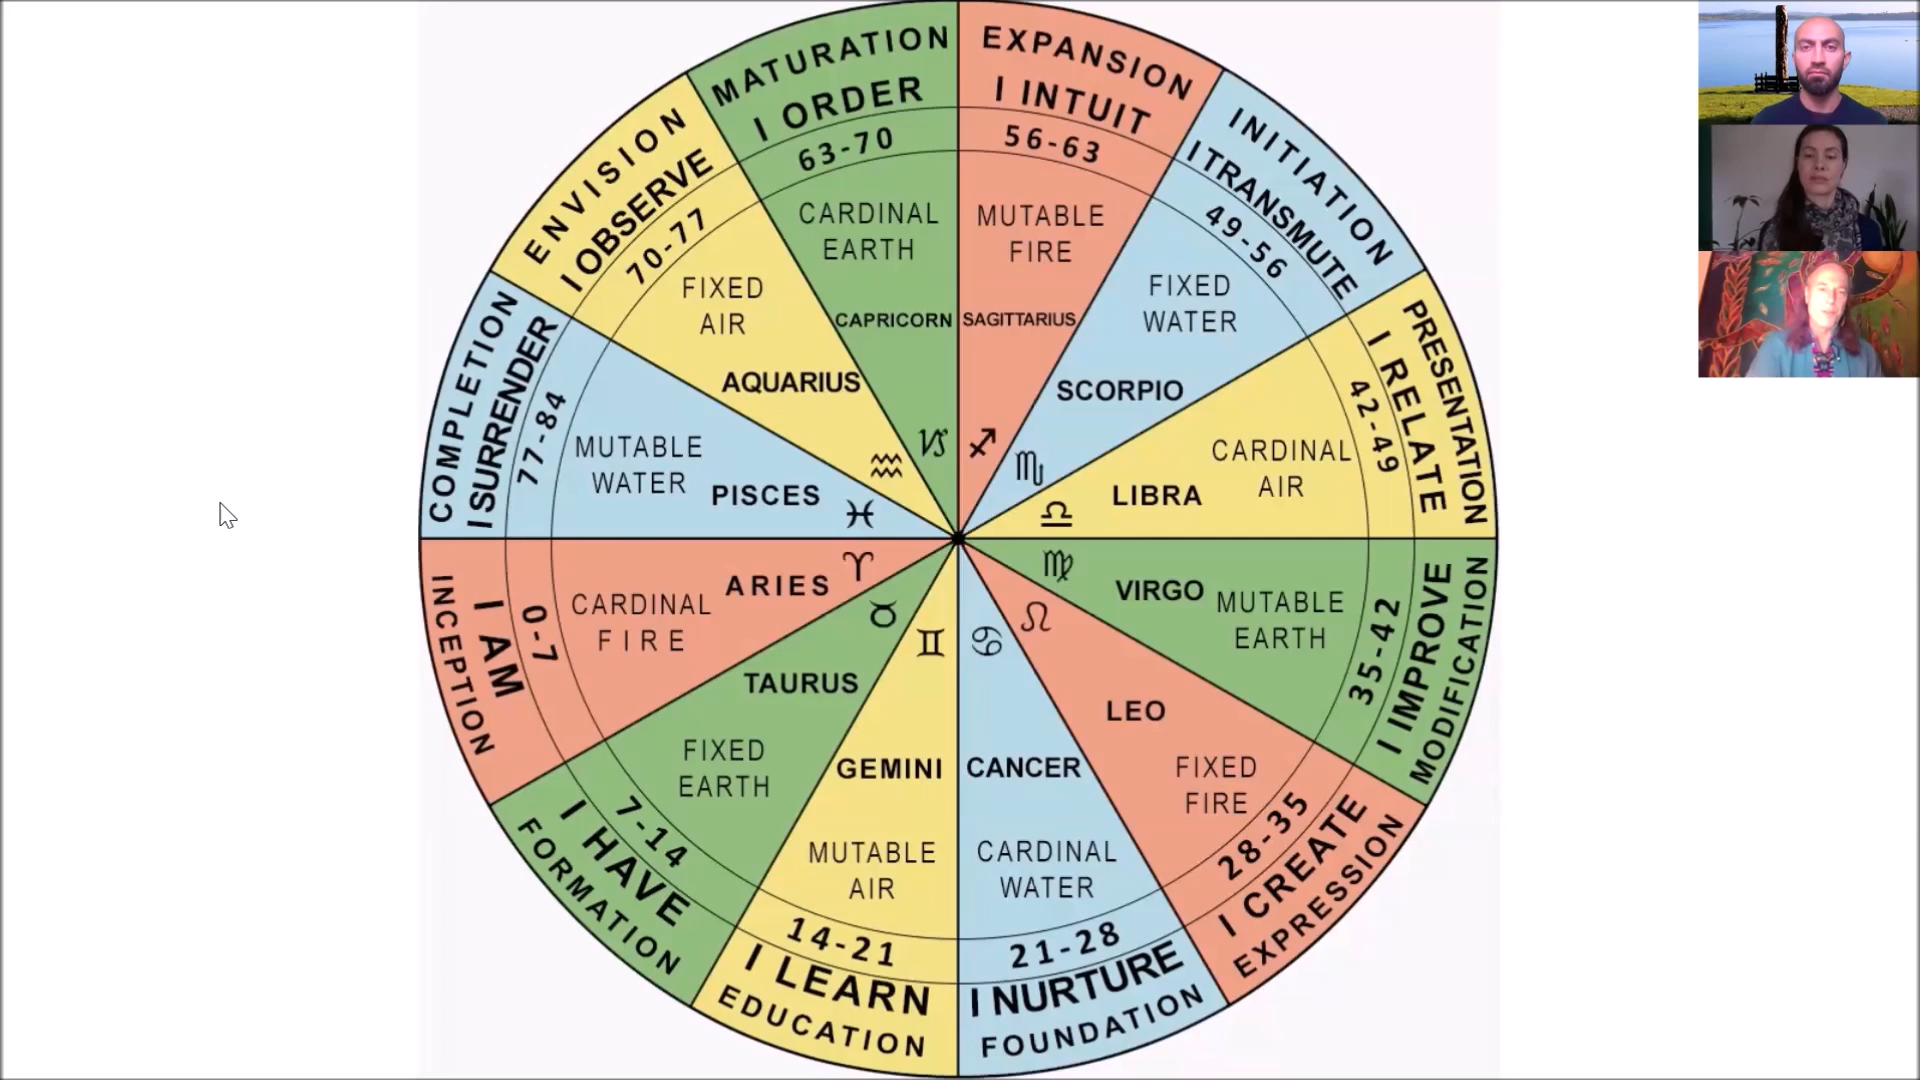 MATURATION
I ORDER
63-70
CARDINAL
EARTH
CAPRICORN
♑
EXPANSION
I INTUIT
56-63
MUTABLE
FIRE
SAGITTARIUS
♐
INITIATION
I TRANSMUTE
49-56
FIXED
WATER
SCORPIO
♏
PRESENTATION
I RELATE
42-49
CARDINAL
AIR
LIBRA
♎
MODIFICATION
I IMPROVE
35-42
MUTABLE
EARTH
VIRGO
♍
EXPRESSION
I CREATE
28-35
FIXED
FIRE
LEO
♌
FOUNDATION
I NURTURE
21-28
CARDINAL
WATER
CANCER
♋
EDUCATION
I LEARN
14-21
MUTABLE
AIR
GEMINI
♊
FORMATION
I HAVE
7-14
FIXED
EARTH
TAURUS
♉
INCEPTION
I AM
0-7
CARDINAL
FIRE
ARIES
♈
COMPLETION
I SURRENDER
77-84
MUTABLE
WATER
PISCES
♓
ENVISION
I OBSERVE
70-77
FIXED
AIR
AQUARIUS
♒